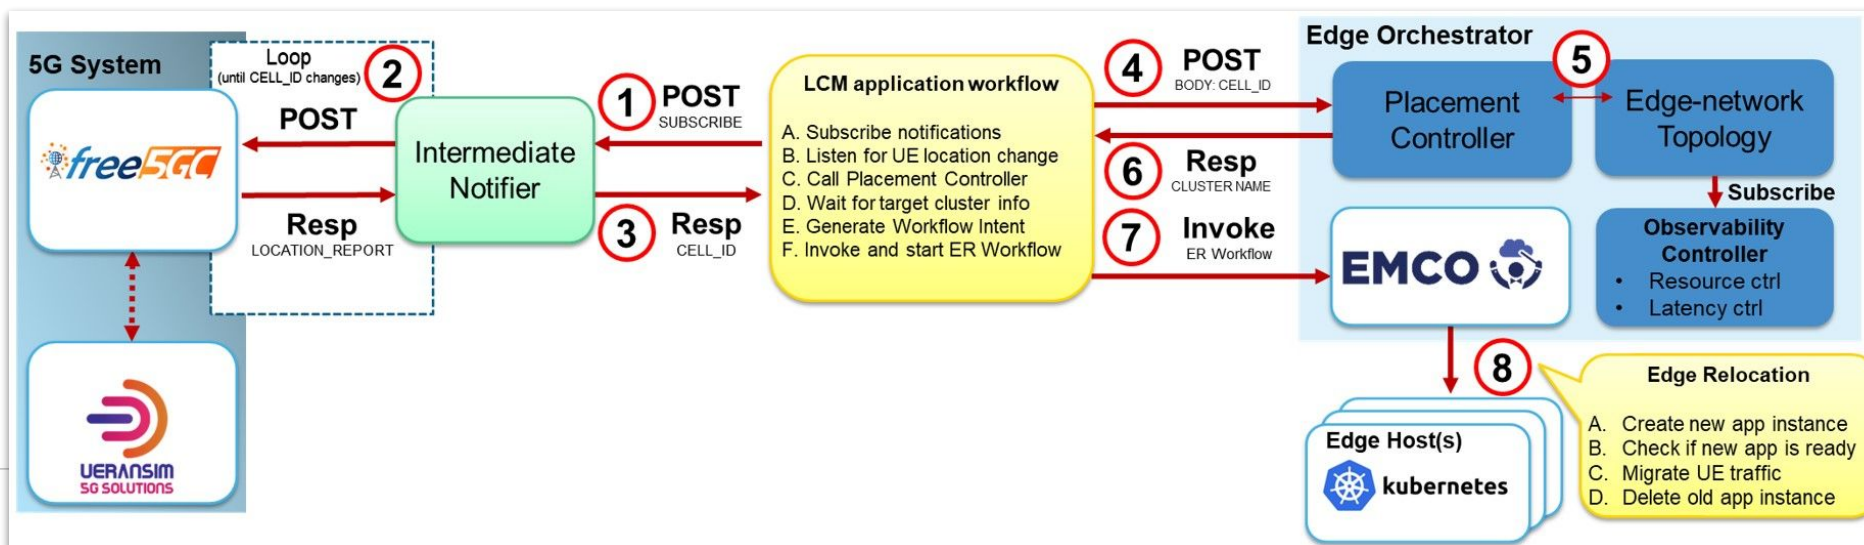 5G System
Loop
(until CELL_ID changes)
2
POST
free5GC
Resp
LOCATION_REPORT
UERANSIM
5G SOLUTIONS
Intermediate
Notifier
1
POST
SUBSCRIBE
3
Resp
CELL_ID
LCM application workflow
A. Subscribe notifications
B. Listen for UE location change
C. Call Placement Controller
D. Wait for target cluster info
E. Generate Workflow Intent
F. Invoke and start ER Workflow
4
POST
BODY: CELL_ID
6
Resp
CLUSTER NAME
7
Invoke
ER Workflow
Edge Orchestrator
Placement
Controller
5
Edge-network
Topology
Subscribe
Observability
Controller
• Resource ctrl
• Latency ctrl
EMCO
8
Edge Host(s)
kubernetes
Edge Relocation
A. Create new app instance
B. Check if new app is ready
C. Migrate UE traffic
D. Delete old app instance